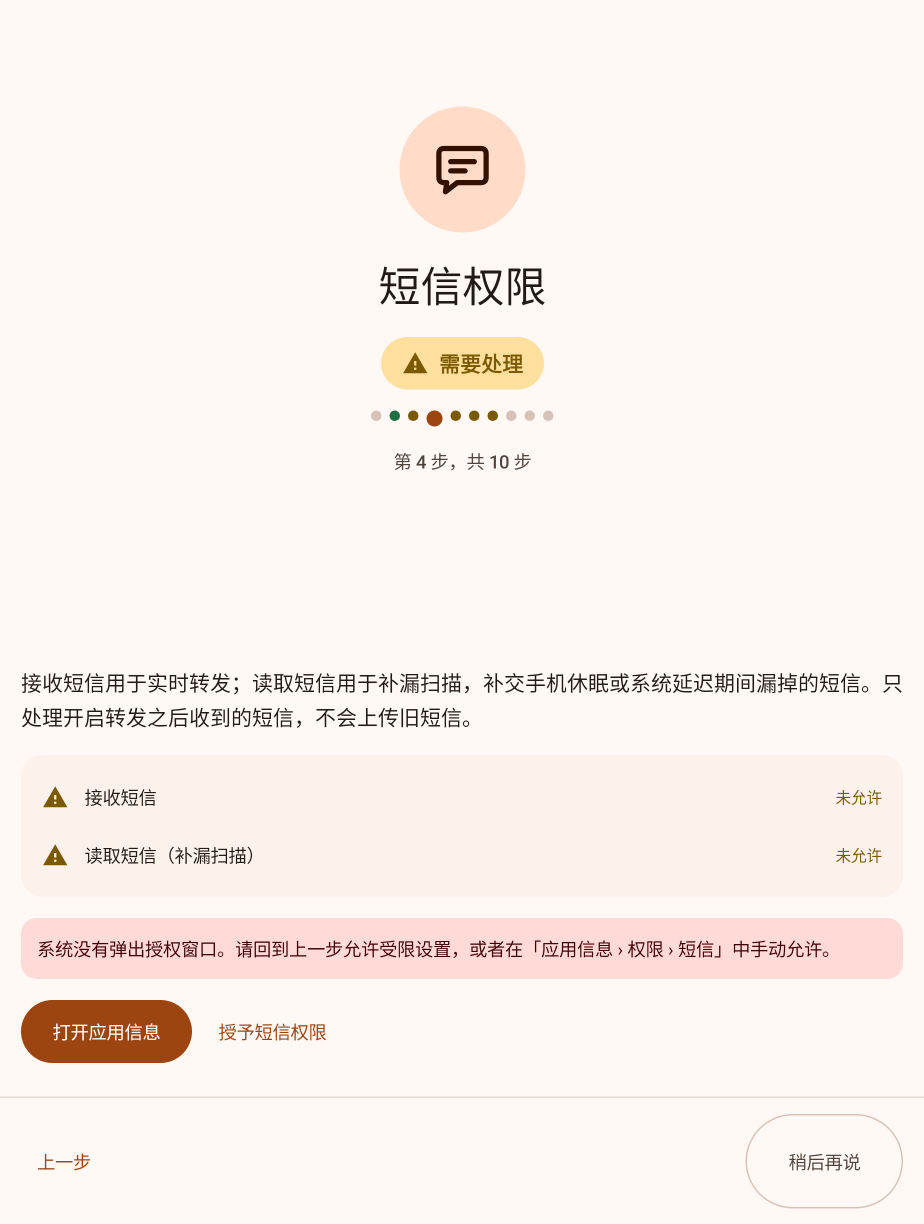 短信权限
需要处理
第 4 步，共 10 步
接收短信用于实时转发；读取短信用于补漏扫描，补交手机休眠或系统延迟期间漏掉的短信。只
处理开启转发之后收到的短信，不会上传旧短信。
接收短信 未允许
读取短信（补漏扫描） 未允许
系统没有弹出授权窗口。请回到上一步允许受限设置，或者在「应用信息 › 权限 › 短信」中手动允许。
打开应用信息 授予短信权限
上一步 稍后再说